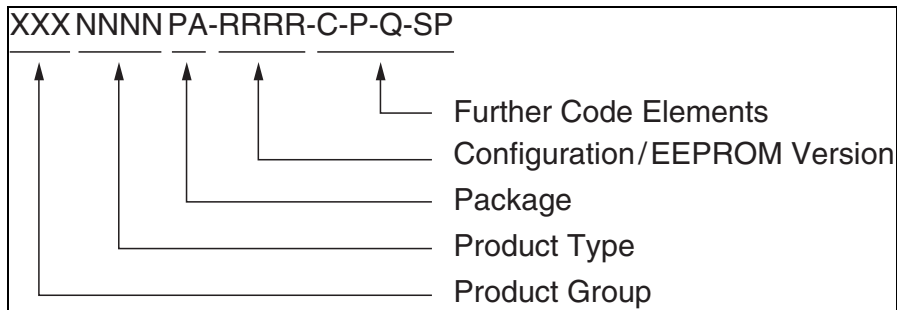 XXX NNNN PA-RRRR-C-P-Q-SP
Further Code Elements
Configuration/EEPROM Version
Package
Product Type
Product Group